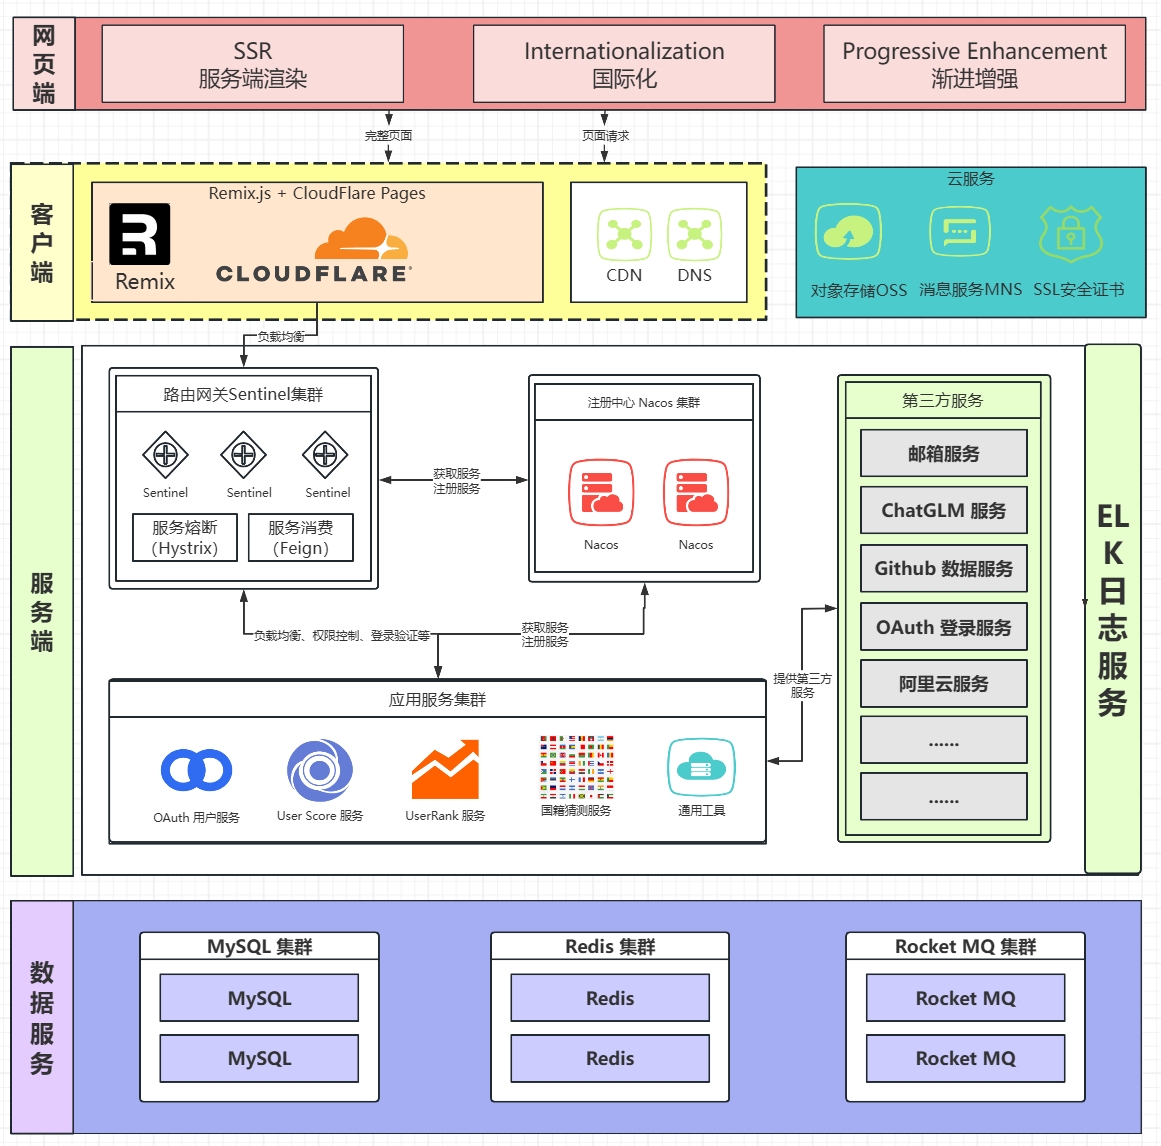 网页端
SSR
服务端渲染
Internationalization
国际化
Progressive Enhancement
渐进增强
完整页面
页面请求
客户端
Remix.js + CloudFlare Pages
Remix
CLOUDFLARE
CDN
DNS
云服务
对象存储OSS
消息服务MNS
SSL安全证书
负载均衡
服务端
路由网关Sentinel集群
Sentinel
Sentinel
Sentinel
服务熔断
（Hystrix）
服务消费
（Feign）
获取服务
注册服务
注册中心 Nacos 集群
Nacos
Nacos
负载均衡、权限控制、登录验证等
获取服务
注册服务
应用服务集群
OAuth 用户服务
User Score 服务
UserRank 服务
国籍猜测服务
通用工具
提供第三方
服务
第三方服务
邮箱服务
ChatGLM 服务
Github 数据服务
OAuth 登录服务
阿里云服务
......
......
ELK日志服务
数据服务
MySQL 集群
MySQL
MySQL
Redis 集群
Redis
Redis
Rocket MQ 集群
Rocket MQ
Rocket MQ